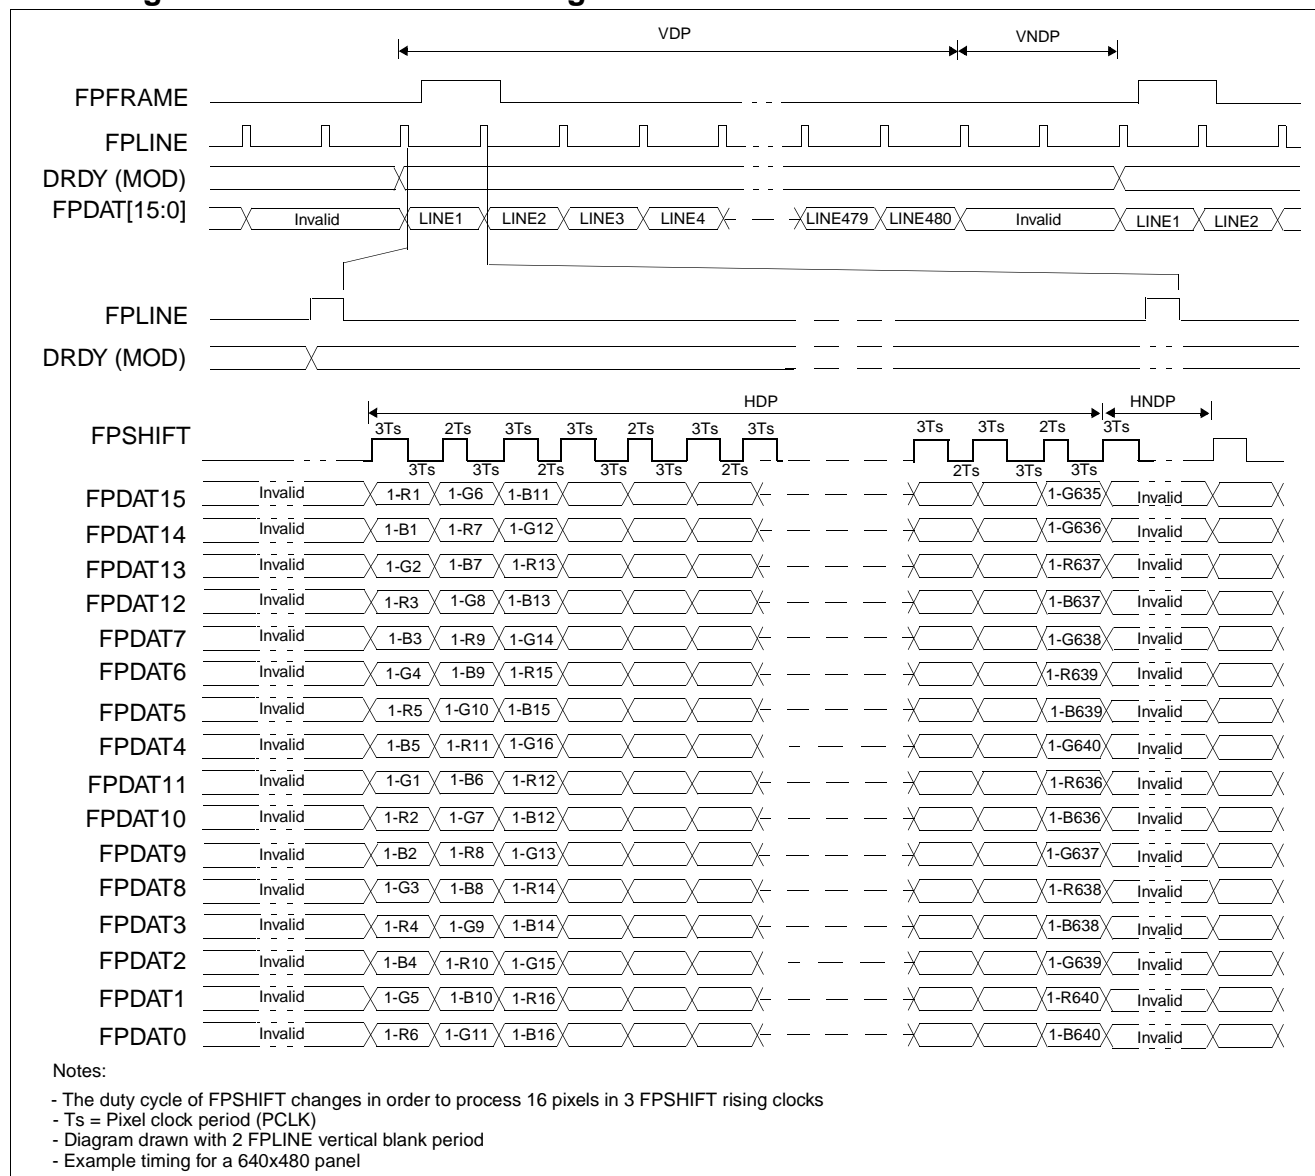 VDP VNDP
FPFRAME
FPLINE
DRDY (MOD)
FPDAT[15:0] Invalid LINE1 LINE2 LINE3 LINE4 LINE479 LINE480 Invalid LINE1 LINE2
FPLINE
DRDY (MOD)
HDP HNDP
FPSHIFT 3Ts 2Ts 3Ts 3Ts 2Ts 3Ts 3Ts 3Ts 3Ts 2Ts 3Ts
3Ts 3Ts 2Ts 3Ts 3Ts 2Ts 2Ts 3Ts 3Ts
FPDAT15 Invalid 1-R1 1-G6 1-B11 1-G635 Invalid
FPDAT14 Invalid 1-B1 1-R7 1-G12 1-G636 Invalid
FPDAT13 Invalid 1-G2 1-B7 1-R13 1-R637 Invalid
FPDAT12 Invalid 1-R3 1-G8 1-B13 1-B637 Invalid
FPDAT7 Invalid 1-B3 1-R9 1-G14 1-G638 Invalid
FPDAT6 Invalid 1-G4 1-B9 1-R15 1-R639 Invalid
FPDAT5 Invalid 1-R5 1-G10 1-B15 1-B639 Invalid
FPDAT4 Invalid 1-B5 1-R11 1-G16 1-G640 Invalid
FPDAT11 Invalid 1-G1 1-B6 1-R12 1-R636 Invalid
FPDAT10 Invalid 1-R2 1-G7 1-B12 1-B636 Invalid
FPDAT9 Invalid 1-B2 1-R8 1-G13 1-G637 Invalid
FPDAT8 Invalid 1-G3 1-B8 1-R14 1-R638 Invalid
FPDAT3 Invalid 1-R4 1-G9 1-B14 1-B638 Invalid
FPDAT2 Invalid 1-B4 1-R10 1-G15 1-G639 Invalid
FPDAT1 Invalid 1-G5 1-B10 1-R16 1-R640 Invalid
FPDAT0 Invalid 1-R6 1-G11 1-B16 1-B640 Invalid
Notes:
- The duty cycle of FPSHIFT changes in order to process 16 pixels in 3 FPSHIFT rising clocks
- Ts = Pixel clock period (PCLK)
- Diagram drawn with 2 FPLINE vertical blank period
- Example timing for a 640x480 panel